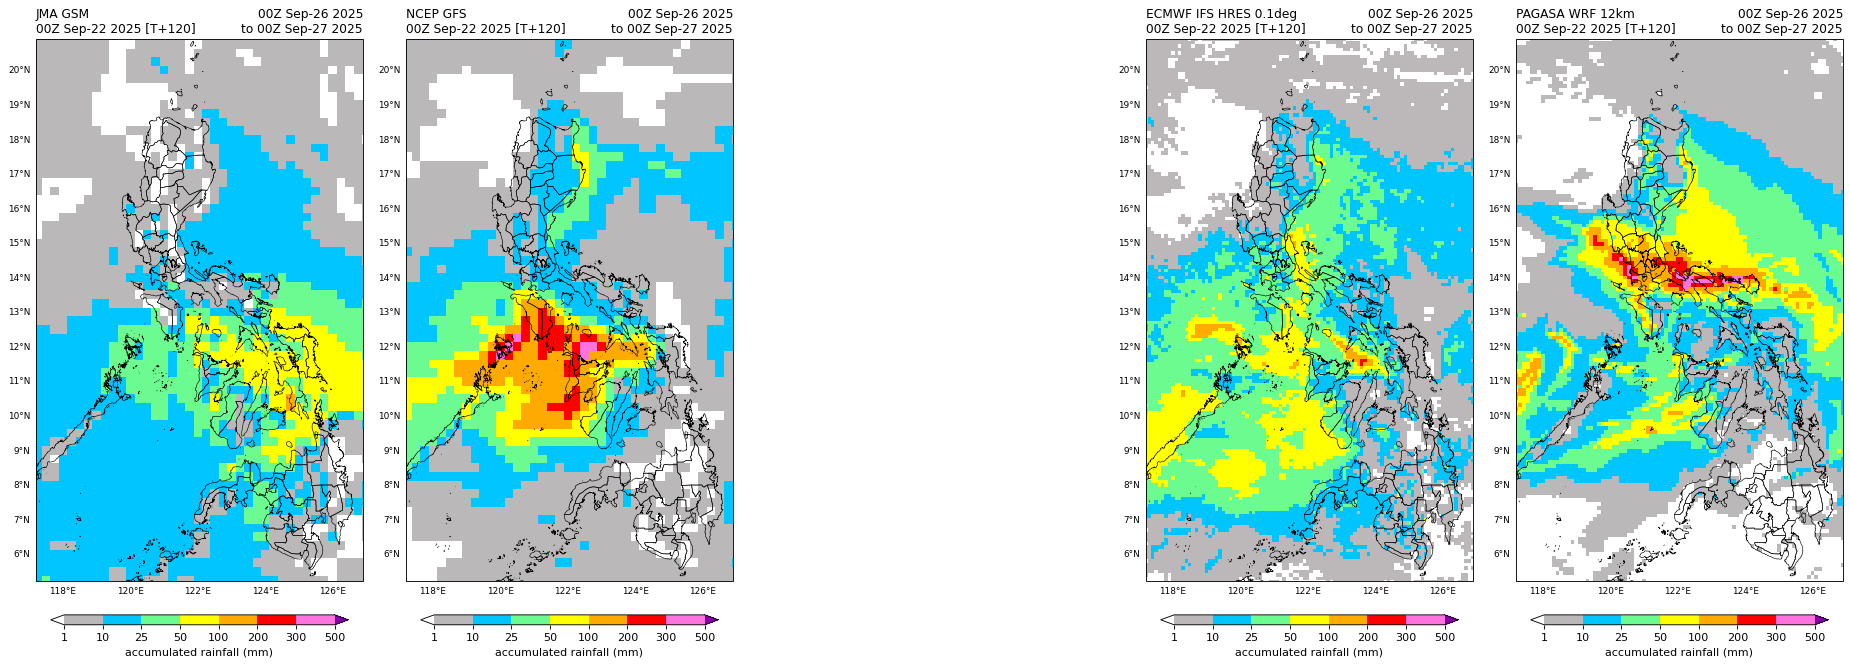 JMA GSM 00Z Sep-26 2025
00Z Sep-22 2025 [T+120] to 00Z Sep-27 2025
20°N
19°N
18°N
17°N
16°N
15°N
14°N
13°N
12°N
11°N
10°N
9°N
8°N
7°N
6°N
118°E 120°E 122°E 124°E 126°E
1 10 25 50 100 200 300 500
accumulated rainfall (mm)
NCEP GFS 00Z Sep-26 2025
00Z Sep-22 2025 [T+120] to 00Z Sep-27 2025
20°N
19°N
18°N
17°N
16°N
15°N
14°N
13°N
12°N
11°N
10°N
9°N
8°N
7°N
6°N
118°E 120°E 122°E 124°E 126°E
1 10 25 50 100 200 300 500
accumulated rainfall (mm)
ECMWF IFS HRES 0.1deg 00Z Sep-26 2025
00Z Sep-22 2025 [T+120] to 00Z Sep-27 2025
20°N
19°N
18°N
17°N
16°N
15°N
14°N
13°N
12°N
11°N
10°N
9°N
8°N
7°N
6°N
118°E 120°E 122°E 124°E 126°E
1 10 25 50 100 200 300 500
accumulated rainfall (mm)
PAGASA WRF 12km 00Z Sep-26 2025
00Z Sep-22 2025 [T+120] to 00Z Sep-27 2025
20°N
19°N
18°N
17°N
16°N
15°N
14°N
13°N
12°N
11°N
10°N
9°N
8°N
7°N
6°N
118°E 120°E 122°E 124°E 126°E
1 10 25 50 100 200 300 500
accumulated rainfall (mm)